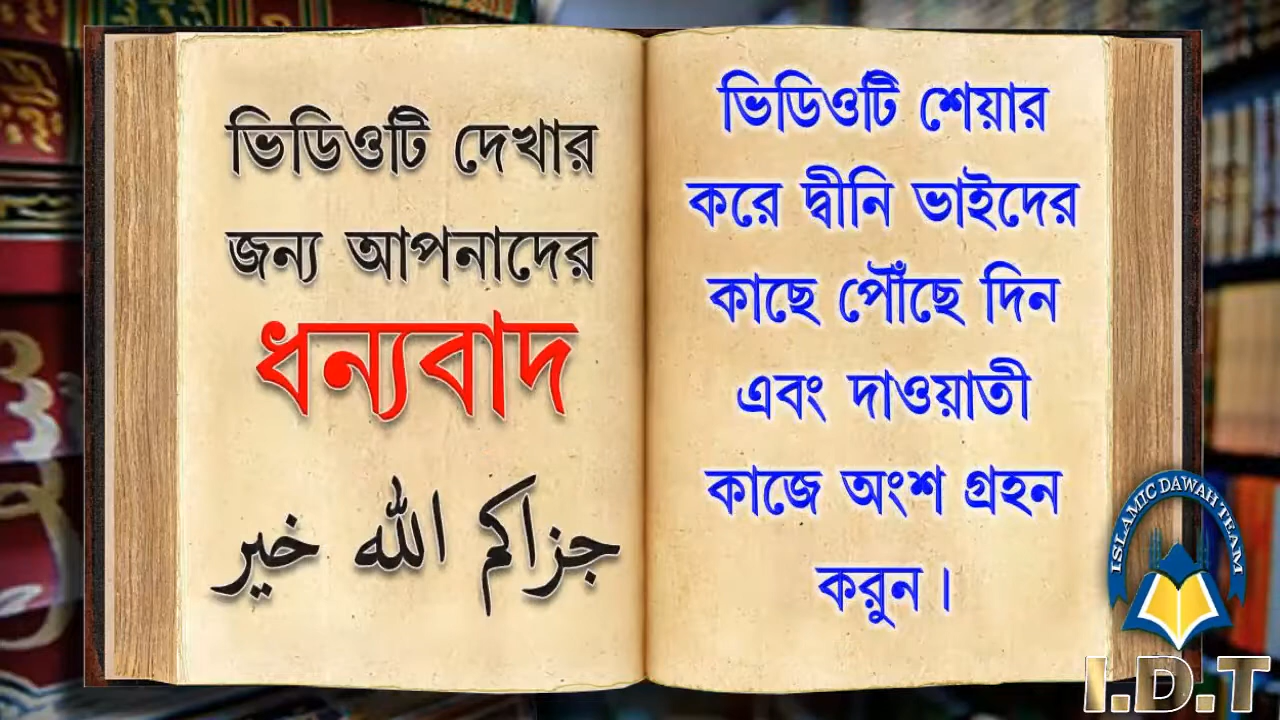 ভিডিওটি দেখার
জন্য আপনাদের
ধন্যবাদ
جزاكم الله خير
ভিডিওটি শেয়ার
করে দ্বীনি ভাইদের
কাছে পৌঁছে দিন
এবং দাওয়াতী
কাজে অংশ গ্রহন
করুন।
ISLAMIC DAWAH TEAM
I.D.T